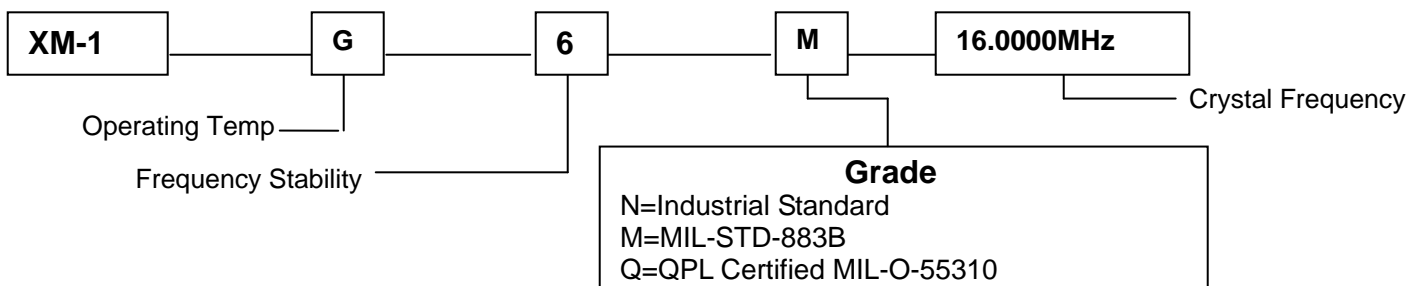 XM-1 G 6 M 16.0000MHz
Crystal Frequency
Operating Temp
Frequency Stability
Grade
N=Industrial Standard
M=MIL-STD-883B
Q=QPL Certified MIL-O-55310